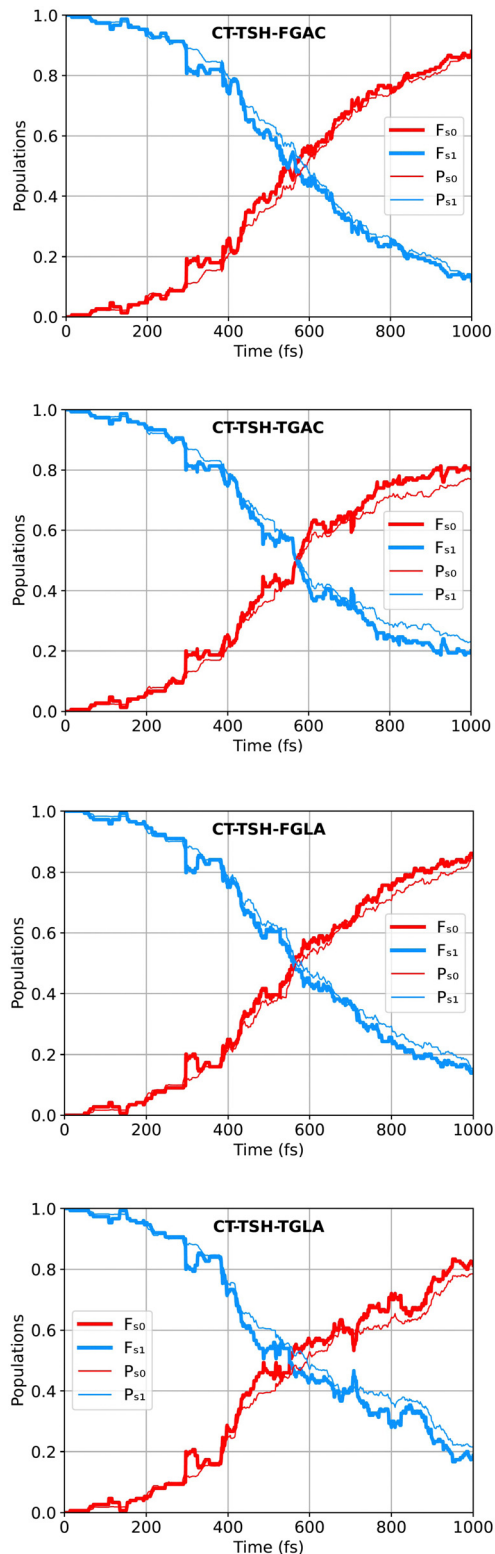 CT-TSH-FGAC
1.0
0.8
0.6
0.4
0.2
0.0
Populations
Fs0
Fs1
Ps0
Ps1
0 200 400 600 800 1000
Time (fs)
CT-TSH-TGAC
1.0
0.8
0.6
0.4
0.2
0.0
Populations
Fs0
Fs1
Ps0
Ps1
0 200 400 600 800 1000
Time (fs)
CT-TSH-FGLA
1.0
0.8
0.6
0.4
0.2
0.0
Populations
Fs0
Fs1
Ps0
Ps1
0 200 400 600 800 1000
Time (fs)
CT-TSH-TGLA
1.0
0.8
0.6
0.4
0.2
0.0
Populations
Fs0
Fs1
Ps0
Ps1
0 200 400 600 800 1000
Time (fs)